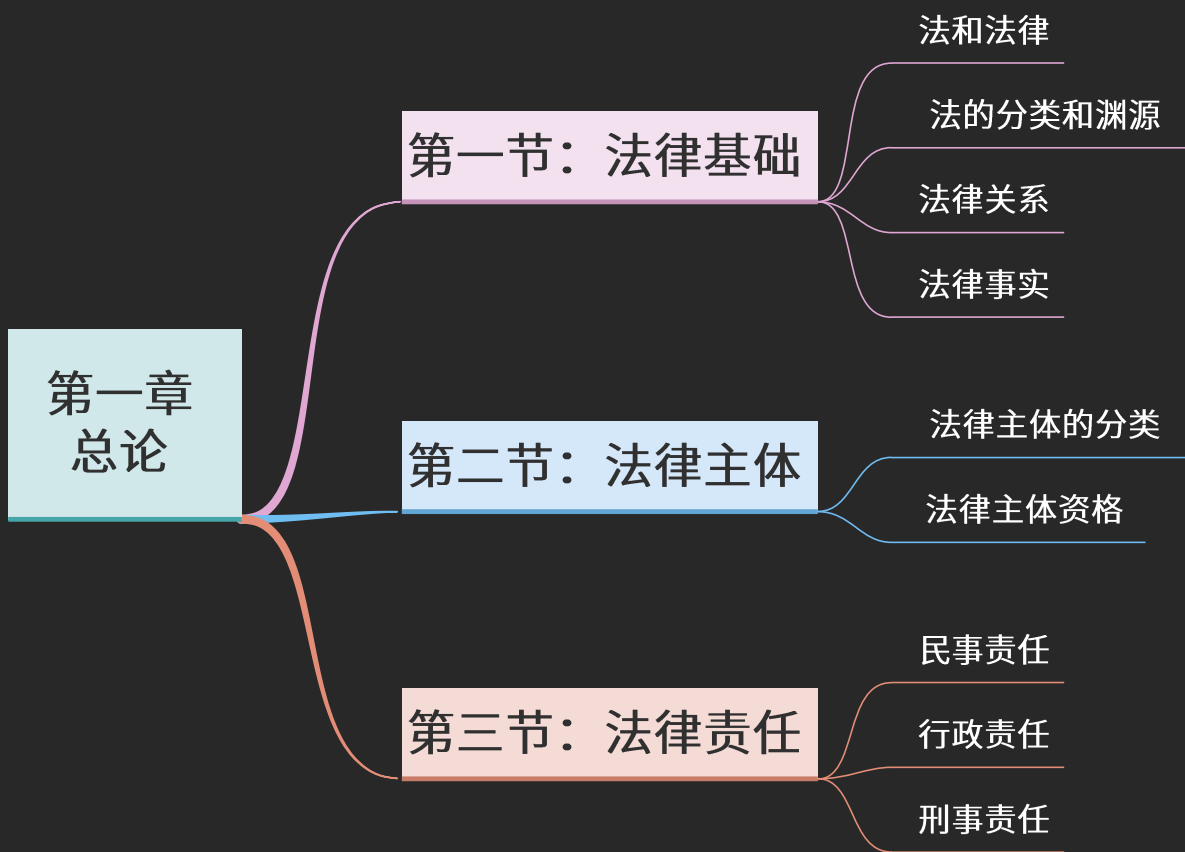 第一章
总论
第一节：法律基础
法和法律
法的分类和渊源
法律关系
法律事实
第二节：法律主体
法律主体的分类
法律主体资格
第三节：法律责任
民事责任
行政责任
刑事责任